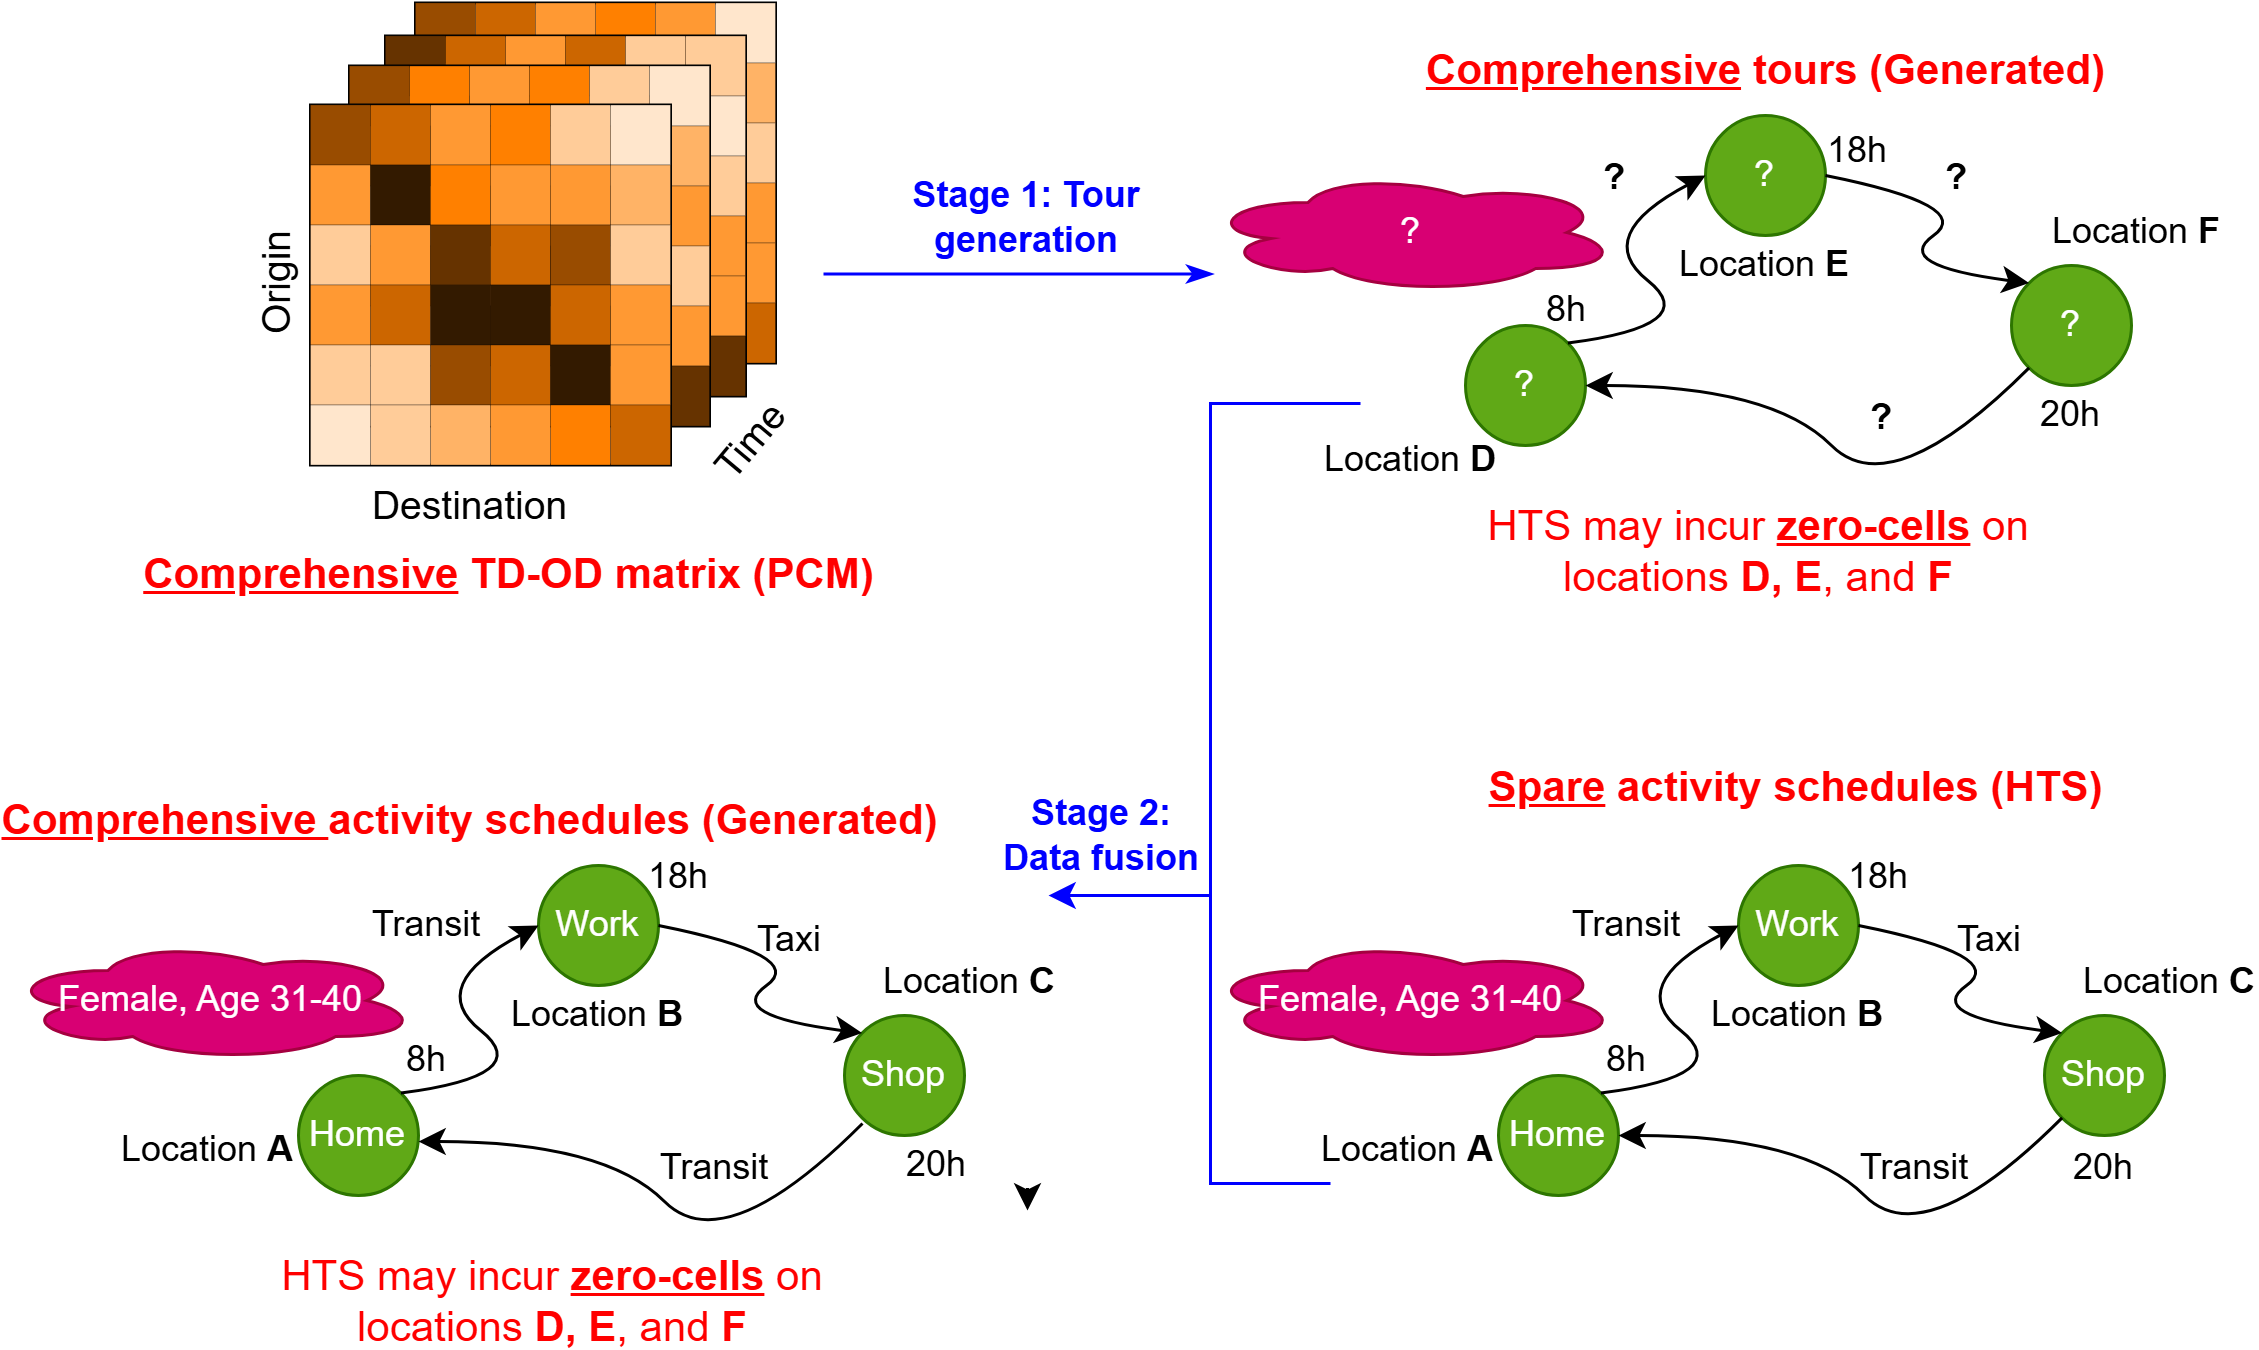 Origin
Destination
Time
Comprehensive TD-OD matrix (PCM)
Stage 1: Tour
generation
Comprehensive tours (Generated)
?
?
?
18h
?
Location E
Location F
?
20h
?
8h
?
Location D
HTS may incur zero-cells on
locations D, E, and F
Comprehensive activity schedules (Generated)
Female, Age 31-40
Transit
Work
18h
Taxi
Location B
Location C
Shop
20h
8h
Home
Location A
Transit
HTS may incur zero-cells on
locations D, E, and F
Stage 2:
Data fusion
Spare activity schedules (HTS)
Female, Age 31-40
Transit
Work
18h
Taxi
Location B
Location C
Shop
20h
8h
Home
Location A
Transit